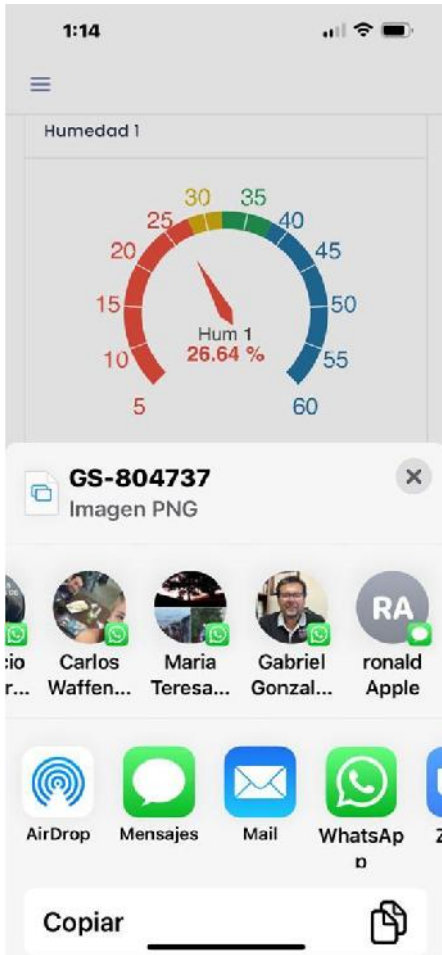 1:14
Humedad 1
30 35
25 40
20 45
15 50
10 55
5 60
Hum 1
26.64 %
GS-804737
Imagen PNG
RA
Carlos Maria Gabriel ronald
Waffen... Teresa... Gonzal... Apple
AirDrop Mensajes Mail WhatsAp
p
Copiar